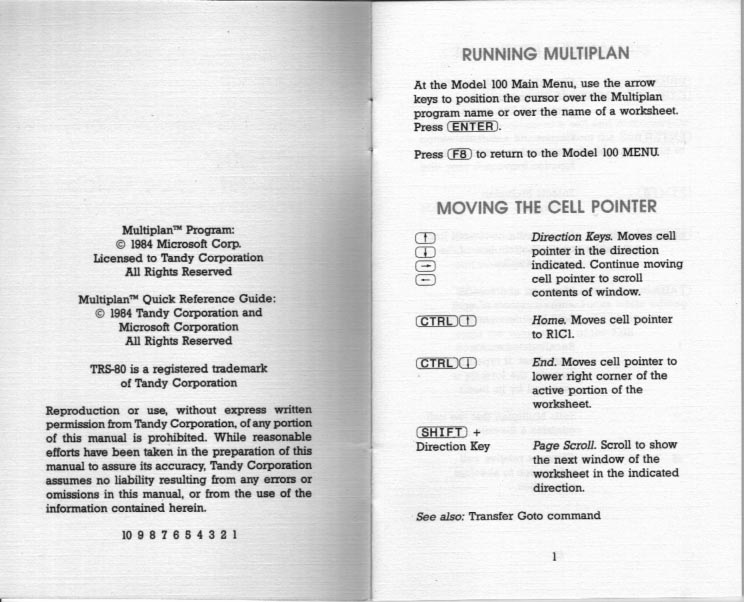 Multiplan™ Program:
© 1984 Microsoft Corp.
Licensed to Tandy Corporation
All Rights Reserved
Multiplan™ Quick Reference Guide:
© 1984 Tandy Corporation and
Microsoft Corporation
All Rights Reserved
TRS-80 is a registered trademark
of Tandy Corporation
Reproduction or use, without express written
permission from Tandy Corporation, of any portion
of this manual is prohibited. While reasonable
efforts have been taken in the preparation of this
manual to assure its accuracy, Tandy Corporation
assumes no liability resulting from any errors or
omissions in this manual, or from the use of the
information contained herein.
10 9 8 7 6 5 4 3 2 1
RUNNING MULTIPLAN
At the Model 100 Main Menu, use the arrow
keys to position the cursor over the Multiplan
program name or over the name of a worksheet.
Press ENTER.
Press F8 to return to the Model 100 MENU.
MOVING THE CELL POINTER
↑ Direction Keys. Moves cell
↓ pointer in the direction
→ indicated. Continue moving
← cell pointer to scroll
contents of window.
CTRL ↑ Home. Moves cell pointer
to R1C1.
CTRL ↓ End. Moves cell pointer to
lower right corner of the
active portion of the
worksheet.
SHIFT +
Direction Key Page Scroll. Scroll to show
the next window of the
worksheet in the indicated
direction.
See also: Transfer Goto command
1